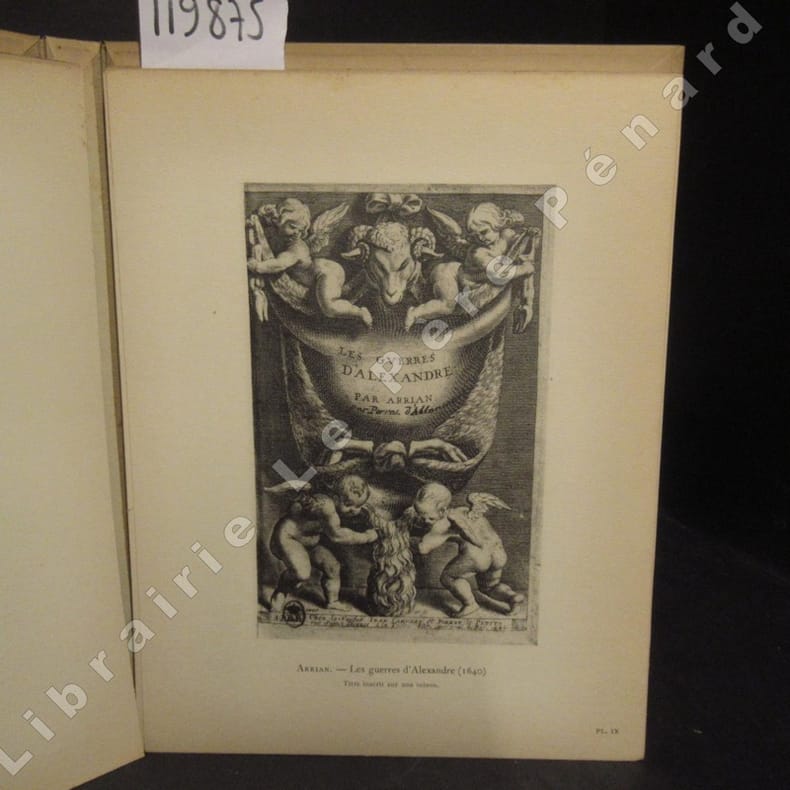 119875
LES GVERRES
D'ALEXANDRE
PAR ARRIAN
ARRIAN. — Les guerres d'Alexandre (1640)
Titre inscrit sur une toison.
PL. IX
Librairie Le Père Pénard